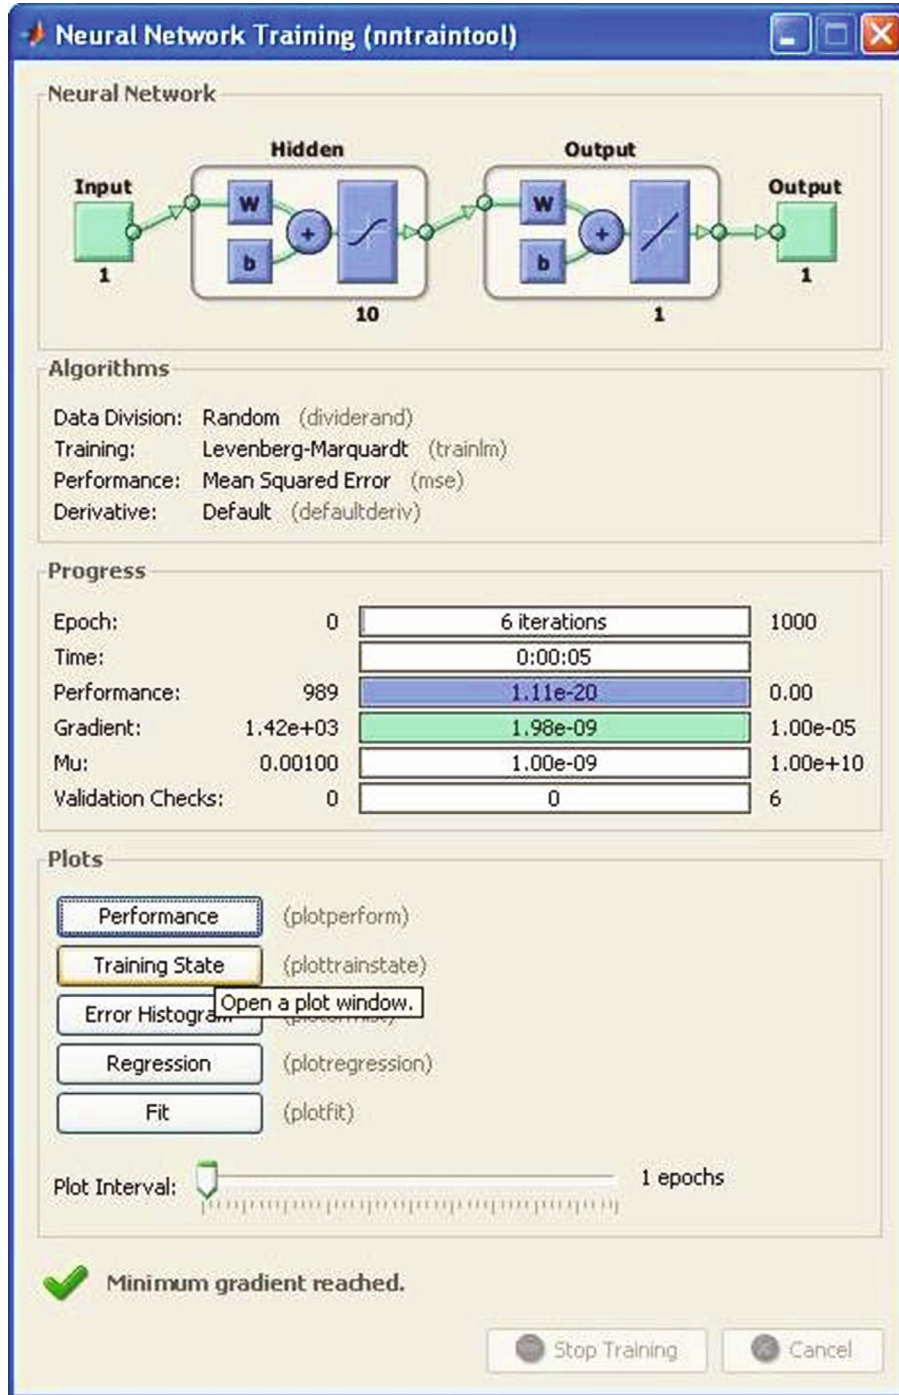 Neural Network Training (nntraintool)
Neural Network
Hidden Output
Input Output
W W
+ +
b b
1 1
10 1
Algorithms
Data Division: Random (dividerand)
Training: Levenberg-Marquardt (trainlm)
Performance: Mean Squared Error (mse)
Derivative: Default (defaultderiv)
Progress
Epoch: 0 6 iterations 1000
Time: 0:00:05
Performance: 989 1.11e-20 0.00
Gradient: 1.42e+03 1.98e-09 1.00e-05
Mu: 0.00100 1.00e-09 1.00e+10
Validation Checks: 0 0 6
Plots
Performance (plotperform)
Training State (plottrainstate)
Open a plot window.
Error
Regression (plotregression)
Fit (plotfit)
Plot Interval: 1 epochs
Minimum gradient reached.
Stop Training Cancel